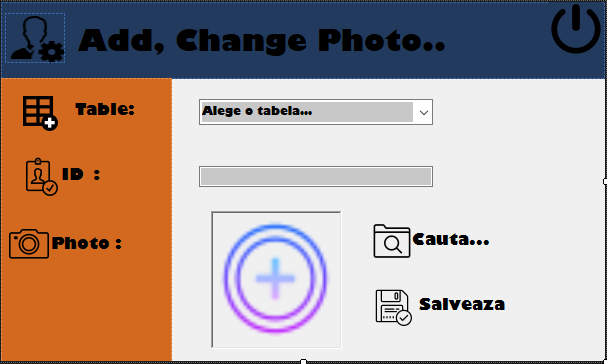 Add, Change Photo..
Table:
Alege o tabela...
ID :
Photo :
Cauta...
Salveaza